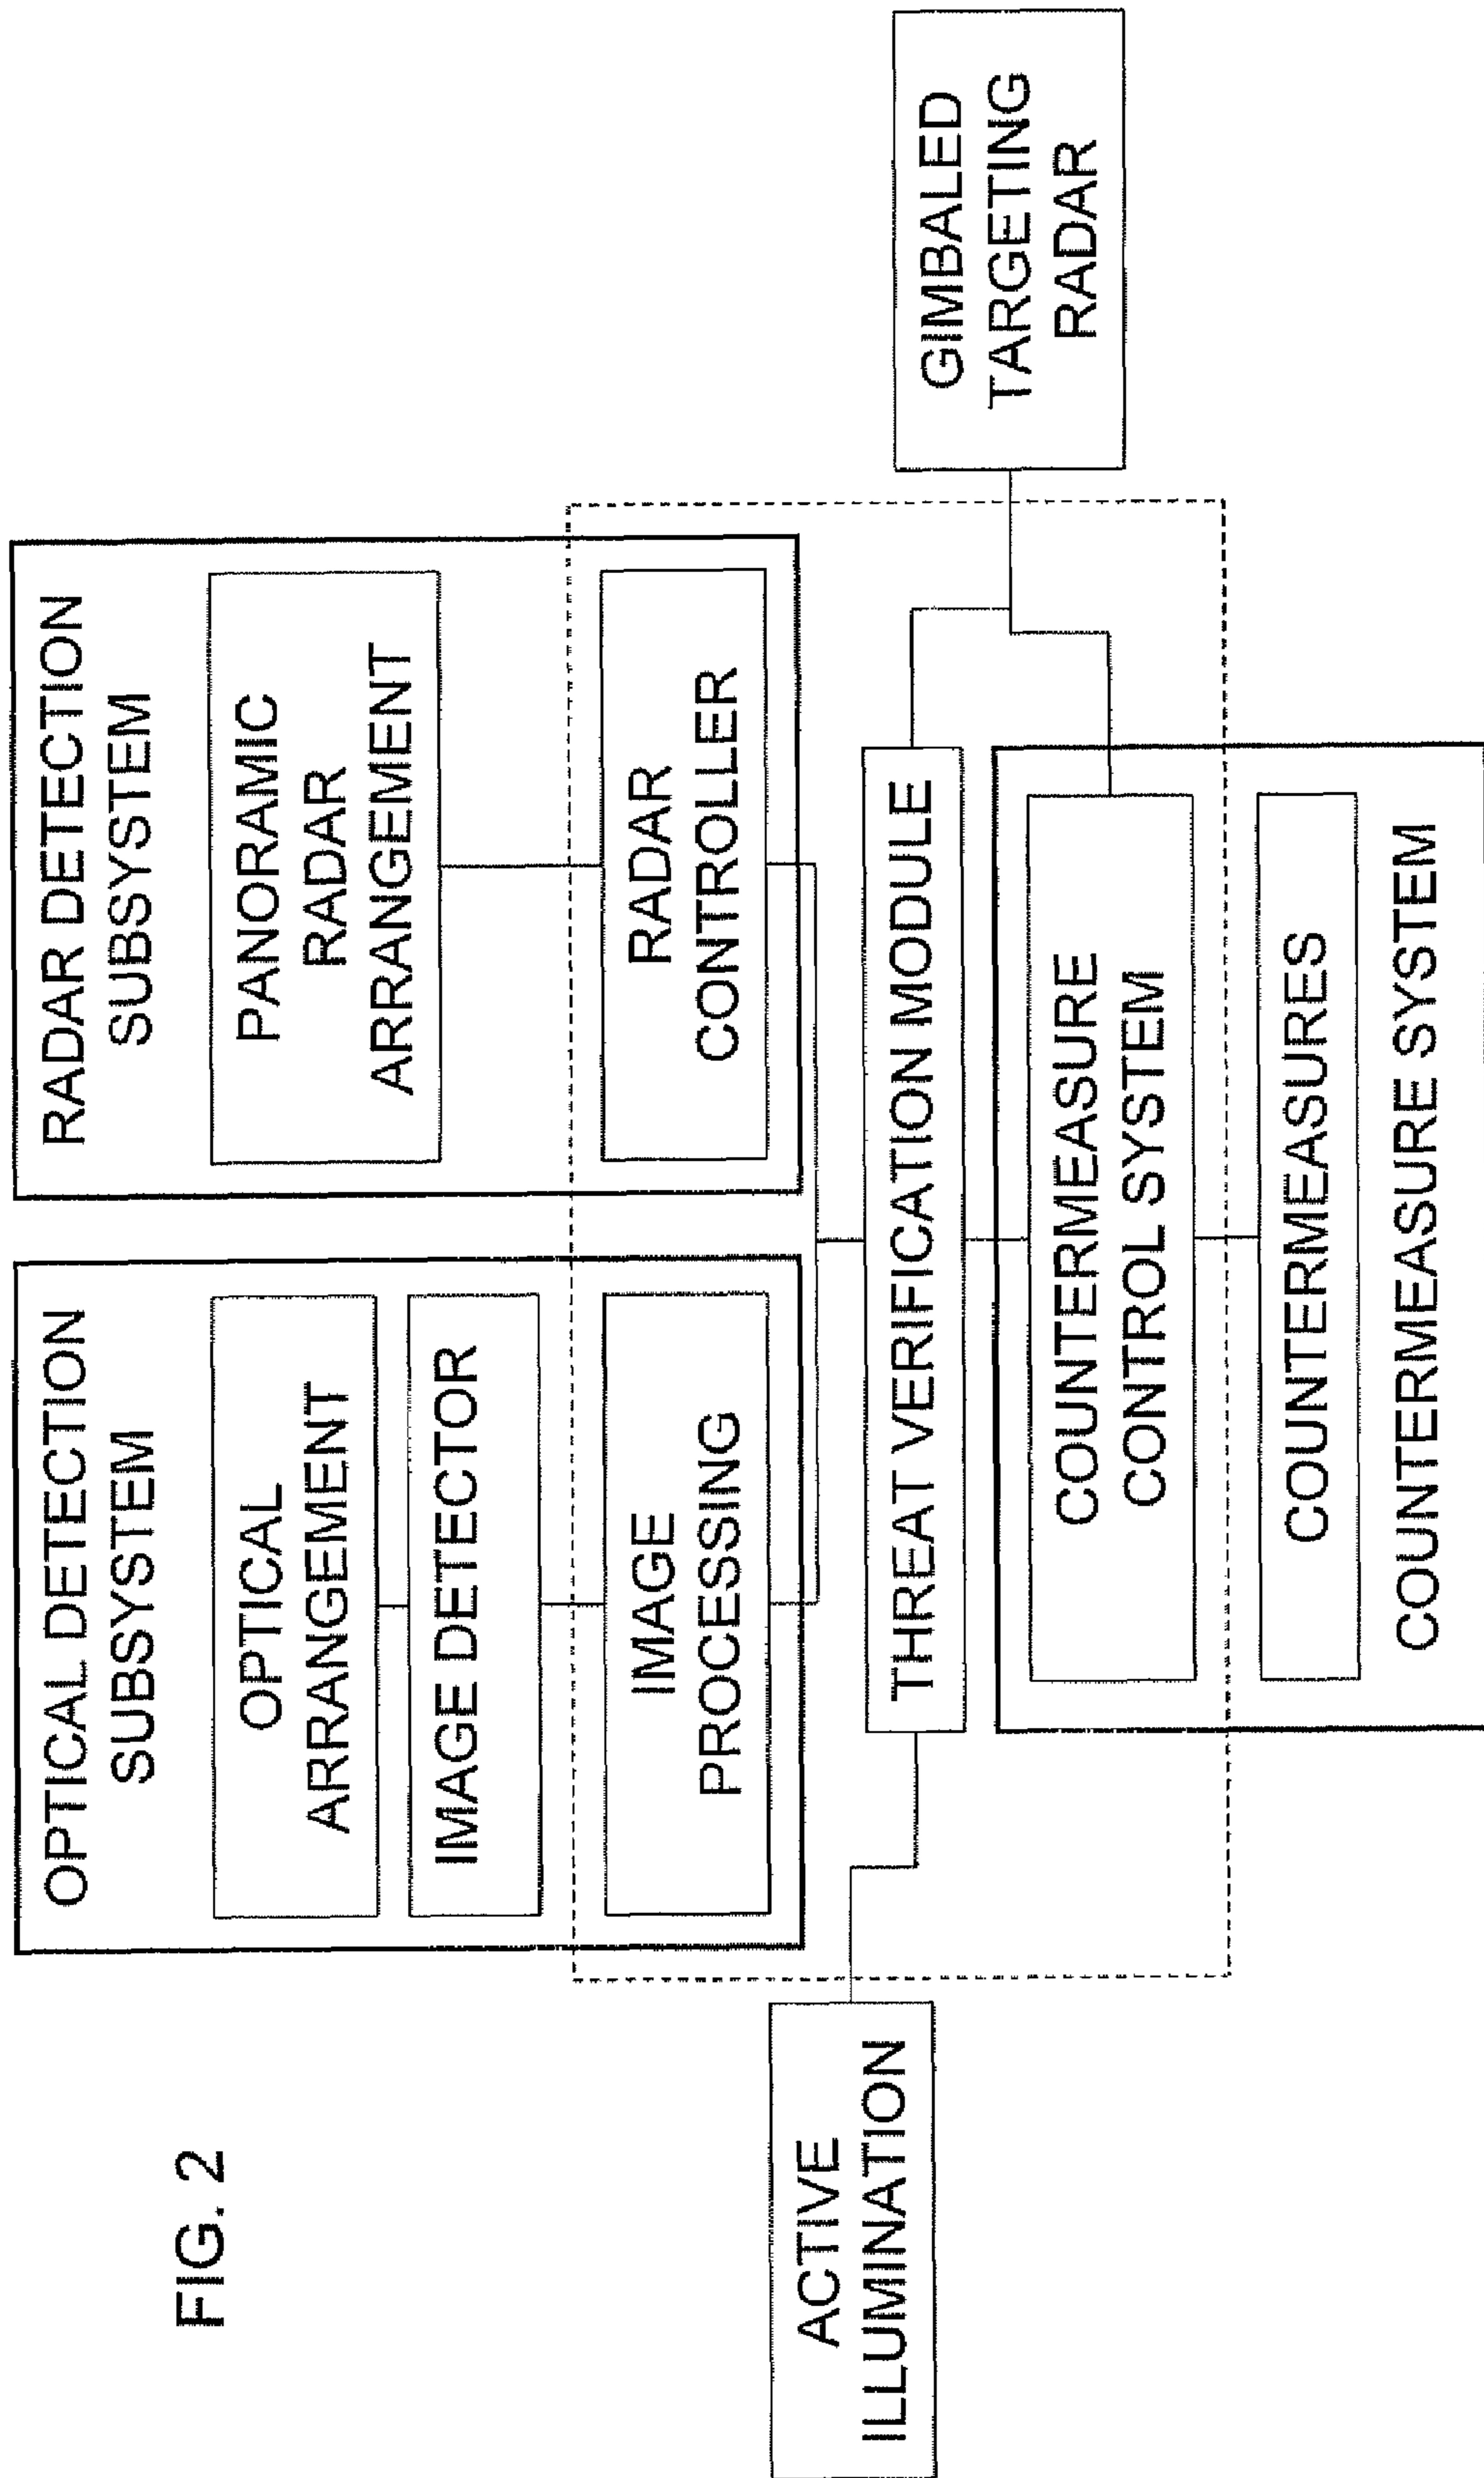 FIG. 2
OPTICAL DETECTION
SUBSYSTEM
OPTICAL
ARRANGEMENT
IMAGE DETECTOR
IMAGE
PROCESSING
RADAR DETECTION
SUBSYSTEM
PANORAMIC
RADAR
ARRANGEMENT
RADAR
CONTROLLER
ACTIVE
ILLUMINATION
THREAT VERIFICATION MODULE
GIMBALED
TARGETING
RADAR
COUNTERMEASURE
CONTROL SYSTEM
COUNTERMEASURES
COUNTERMEASURE SYSTEM